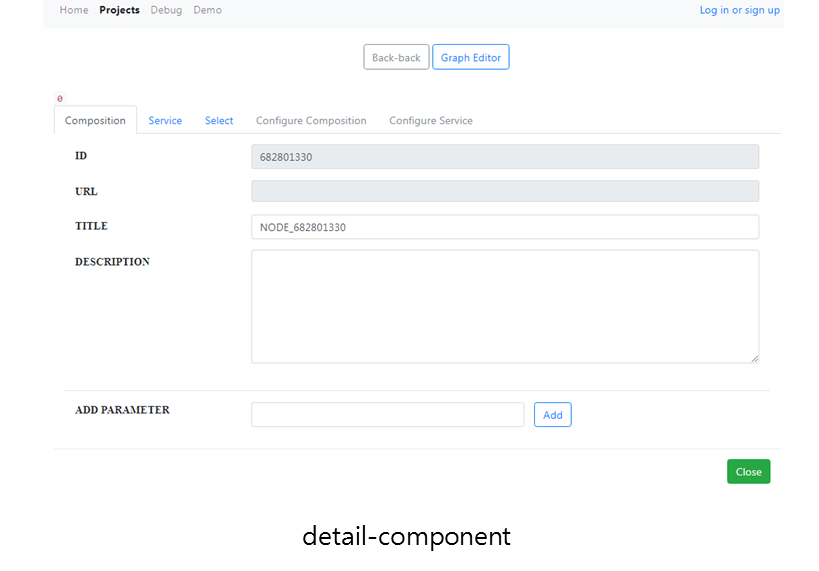 Home Projects Debug Demo Log in or sign up
Back-back Graph Editor
0
Composition Service Select Configure Composition Configure Service
ID 682801330
URL
TITLE NODE_682801330
DESCRIPTION
ADD PARAMETER Add
Close
detail-component